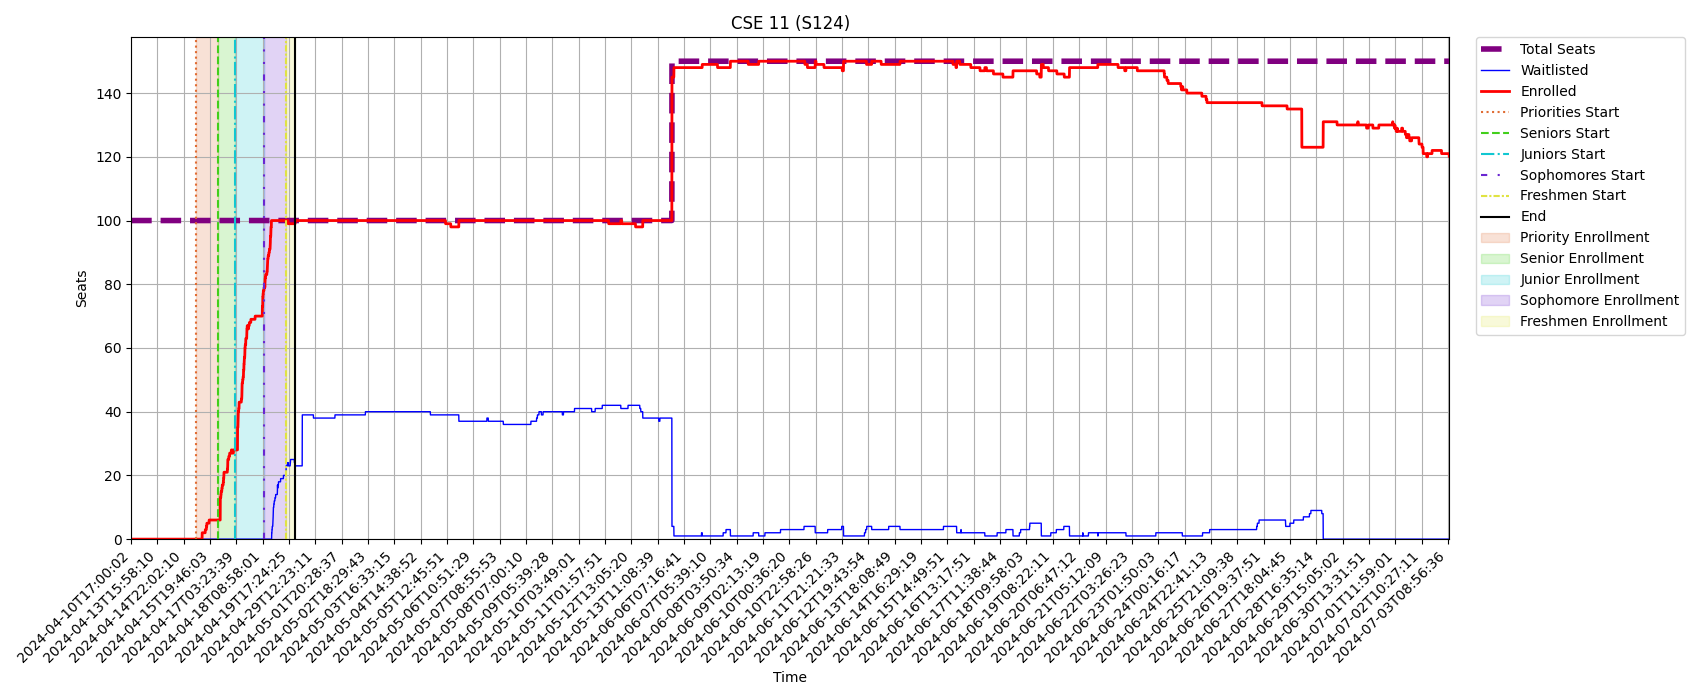 CSE 11 (S124)
Seats
140
120
100
80
60
40
20
0
Total Seats
Waitlisted
Enrolled
Priorities Start
Seniors Start
Juniors Start
Sophomores Start
Freshmen Start
End
Priority Enrollment
Senior Enrollment
Junior Enrollment
Sophomore Enrollment
Freshmen Enrollment
2024-04-10T17:00:02
2024-04-13T15:58:10
2024-04-14T22:02:10
2024-04-15T19:46:03
2024-04-17T03:23:39
2024-04-18T08:58:01
2024-04-19T17:24:25
2024-04-29T12:23:11
2024-05-01T20:28:37
2024-05-02T18:29:43
2024-05-03T16:33:15
2024-05-04T14:38:52
2024-05-05T12:45:51
2024-05-06T10:51:29
2024-05-07T08:55:53
2024-05-08T07:00:10
2024-05-09T05:39:28
2024-05-10T03:49:01
2024-05-11T01:57:51
2024-05-12T13:05:20
2024-05-13T11:08:39
2024-06-06T07:16:41
2024-06-07T05:39:10
2024-06-08T03:50:34
2024-06-09T02:13:19
2024-06-10T00:36:20
2024-06-10T22:58:26
2024-06-11T21:21:33
2024-06-12T19:43:54
2024-06-13T18:08:49
2024-06-14T16:29:19
2024-06-15T14:49:51
2024-06-16T13:17:51
2024-06-17T11:38:44
2024-06-18T09:58:03
2024-06-19T08:22:11
2024-06-20T06:47:12
2024-06-21T05:12:09
2024-06-22T03:26:23
2024-06-23T01:50:03
2024-06-24T00:16:17
2024-06-24T22:41:13
2024-06-25T21:09:38
2024-06-26T19:37:51
2024-06-27T18:04:45
2024-06-28T16:35:14
2024-06-29T15:05:02
2024-06-30T13:31:51
2024-07-01T11:59:01
2024-07-02T10:27:11
2024-07-03T08:56:36
Time